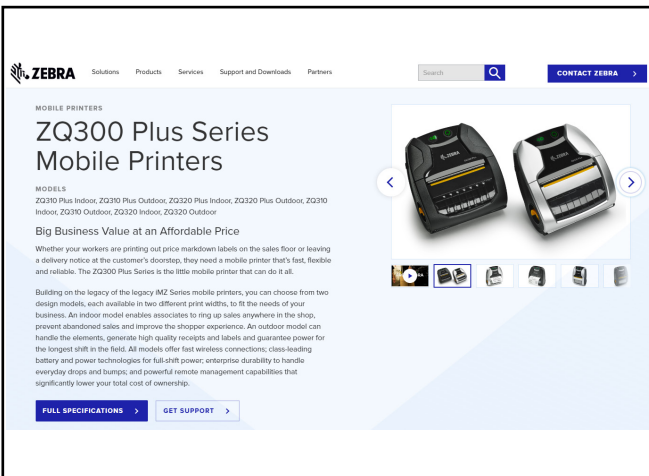 ZEBRA
Solutions Products Services Support and Downloads Partners
Search
CONTACT ZEBRA
MOBILE PRINTERS
ZQ300 Plus Series
Mobile Printers
MODELS
ZQ310 Plus Indoor, ZQ310 Plus Outdoor, ZQ320 Plus Indoor, ZQ320 Plus Outdoor, ZQ310
Indoor, ZQ310 Outdoor, ZQ320 Indoor, ZQ320 Outdoor
Big Business Value at an Affordable Price
Whether your workers are printing out price markdown labels on the sales floor or leaving
a delivery notice at the customer's doorstep, they need a mobile printer that's fast, flexible
and reliable. The ZQ300 Plus Series is the little mobile printer that can do it all.
Building on the legacy of the legacy iMZ Series mobile printers, you can choose from two
design models, each available in two different print widths, to fit the needs of your
business. An indoor model enables associates to ring up sales anywhere in the shop,
prevent abandoned sales and improve the shopper experience. An outdoor model can
handle the elements, generate high quality receipts and labels and guarantee power for
the longest shift in the field. All models offer fast wireless connections; class-leading
battery and power technologies for full-shift power; enterprise durability to handle
everyday drops and bumps; and powerful remote management capabilities that
significantly lower your total cost of ownership.
FULL SPECIFICATIONS
GET SUPPORT
ZEBRA
ZEBRA